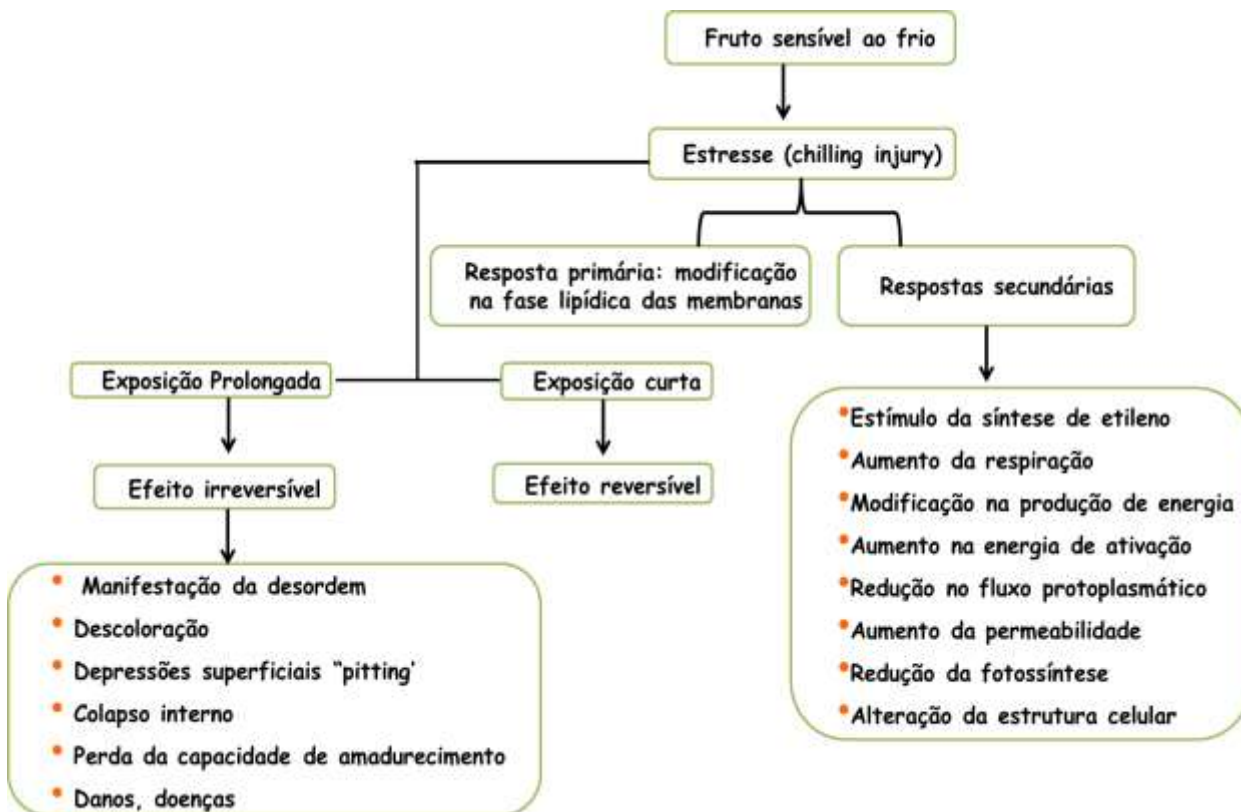 Fruto sensível ao frio
Estresse (chilling injury)
Resposta primária: modificação
na fase lipídica das membranas
Respostas secundárias
Exposição Prolongada
Exposição curta
Efeito irreversível
Efeito reversível
• Manifestação da desordem
• Descoloração
• Depressões superficiais “pitting’
• Colapso interno
• Perda da capacidade de amadurecimento
• Danos, doenças
•Estímulo da síntese de etileno
•Aumento da respiração
•Modificação na produção de energia
•Aumento na energia de ativação
•Redução no fluxo protoplasmático
•Aumento da permeabilidade
•Redução da fotossíntese
•Alteração da estrutura celular